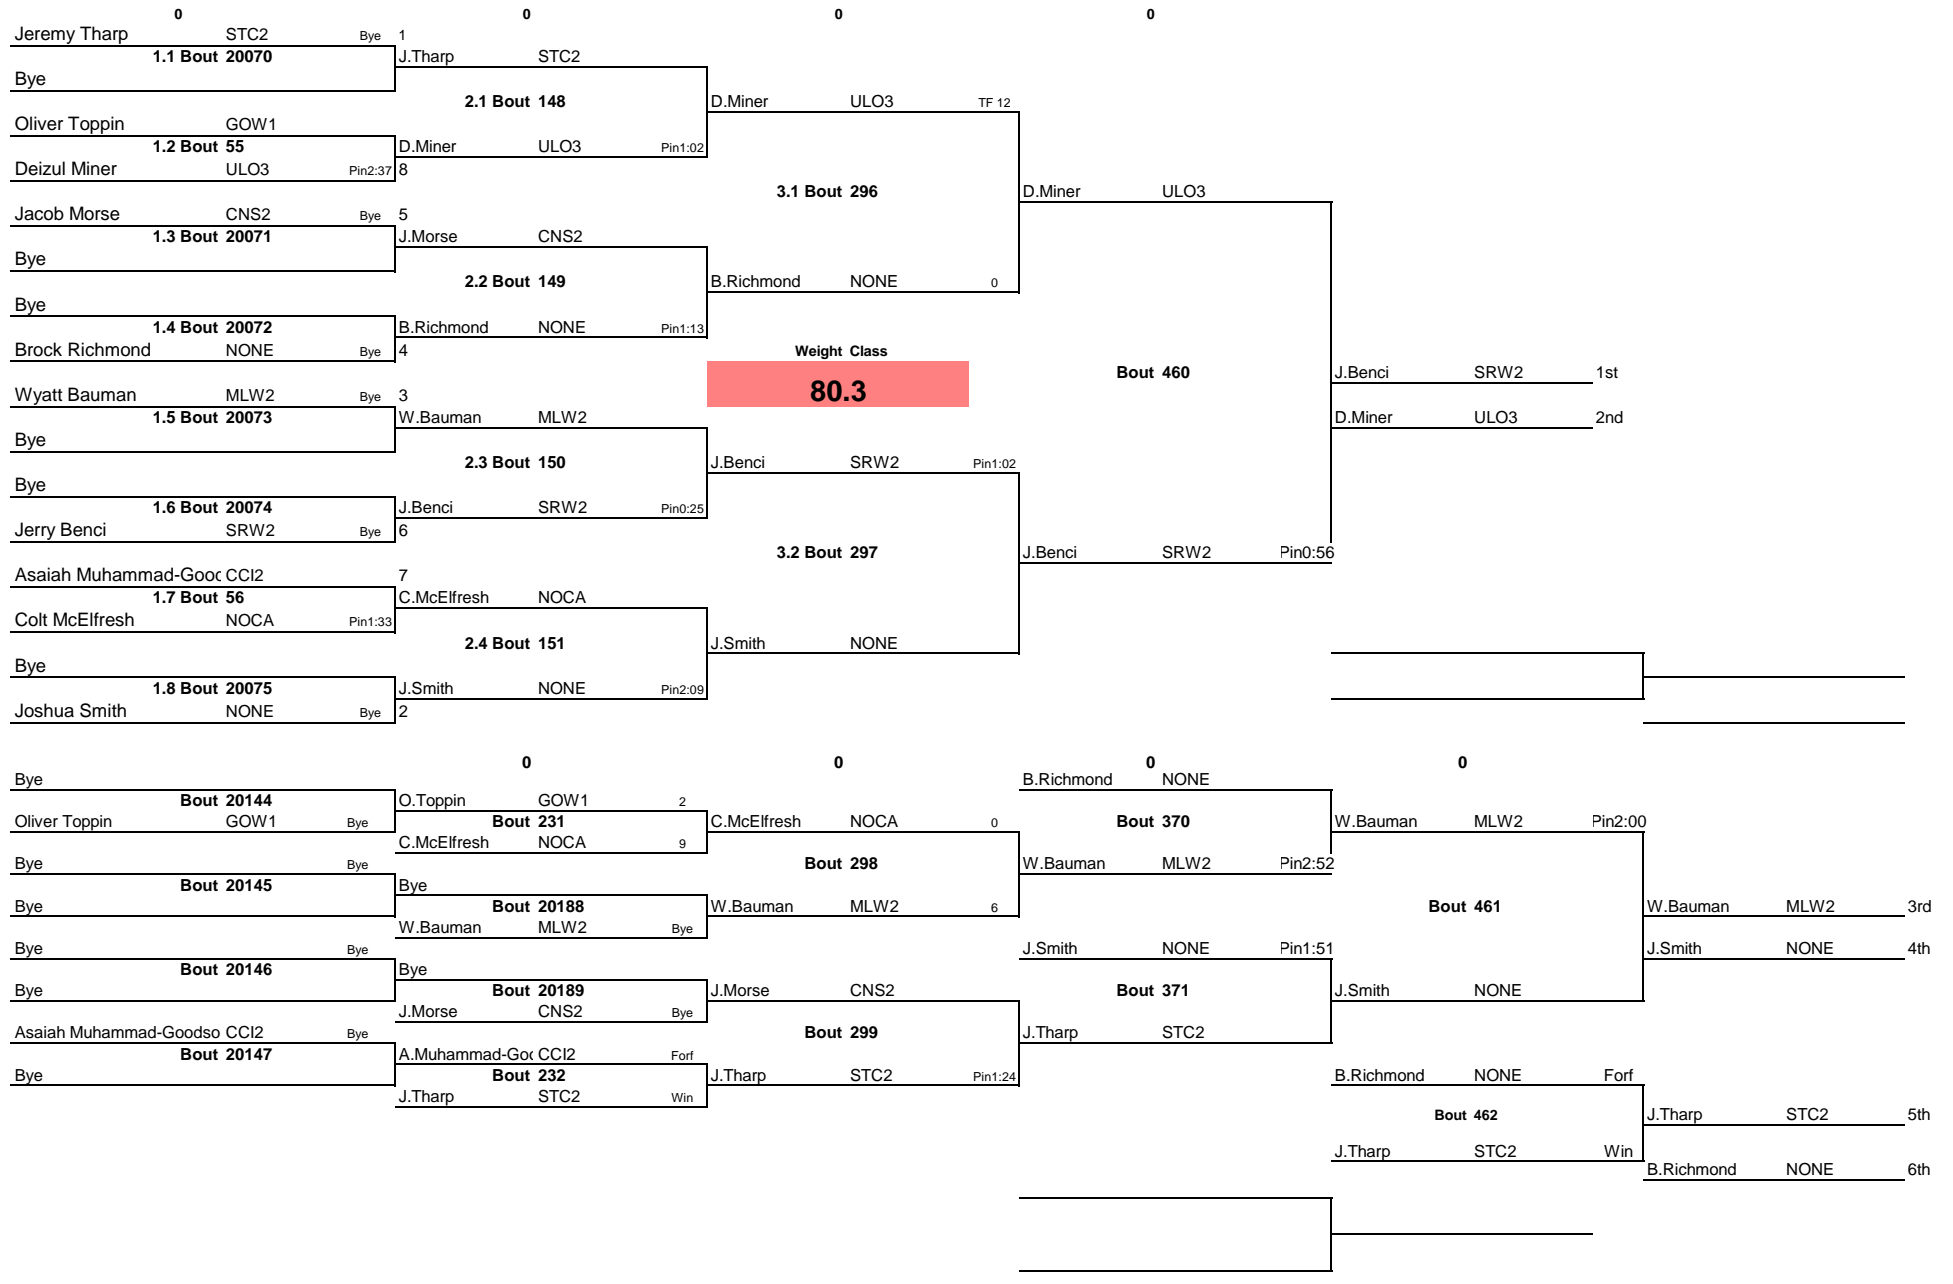 0 0 0 0
Jeremy Tharp STC2 Bye 1
1.1 Bout 20070 J.Tharp STC2
Bye
2.1 Bout 148 D.Miner ULO3 TF 12
Oliver Toppin GOW1
1.2 Bout 55 D.Miner ULO3 Pin1:02
Deizul Miner ULO3 Pin2:37 8
3.1 Bout 296 D.Miner ULO3
Jacob Morse CNS2 Bye 5
1.3 Bout 20071 J.Morse CNS2
Bye
2.2 Bout 149 B.Richmond NONE 0
Bye
1.4 Bout 20072 B.Richmond NONE Pin1:13
Brock Richmond NONE Bye 4 Weight Class
Bout 460 J.Benci SRW2 1st
Wyatt Bauman MLW2 Bye 3 80.3
1.5 Bout 20073 W.Bauman MLW2 D.Miner ULO3 2nd
Bye
2.3 Bout 150 J.Benci SRW2 Pin1:02
Bye
1.6 Bout 20074 J.Benci SRW2 Pin0:25
Jerry Benci SRW2 Bye 6
3.2 Bout 297 J.Benci SRW2 Pin0:56
Asaiah Muhammad-Gooc CCI2 7
1.7 Bout 56 C.McElfresh NOCA
Colt McElfresh NOCA Pin1:33
2.4 Bout 151 J.Smith NONE
Bye
1.8 Bout 20075 J.Smith NONE Pin2:09
Joshua Smith NONE Bye 2
0 0 0 0
Bye B.Richmond NONE
Bout 20144 O.Toppin GOW1 2
Oliver Toppin GOW1 Bye Bout 231 C.McElfresh NOCA 0 Bout 370 W.Bauman MLW2 Pin2:00
C.McElfresh NOCA 9
Bye Bye Bout 298 W.Bauman MLW2 Pin2:52
Bout 20145 Bye
Bye Bout 20188 W.Bauman MLW2 6 Bout 461 W.Bauman MLW2 3rd
W.Bauman MLW2 Bye
Bye Bye J.Smith NONE Pin1:51 J.Smith NONE 4th
Bout 20146 Bye
Bye Bout 20189 J.Morse CNS2 Bout 371 J.Smith NONE
J.Morse CNS2 Bye
Asaiah Muhammad-Goodso CCI2 Bye Bout 299 J.Tharp STC2
Bout 20147 A.Muhammad-Goo CCI2 Forf
Bye Bout 232 J.Tharp STC2 Pin1:24 B.Richmond NONE Forf
J.Tharp STC2 Win
Bout 462 J.Tharp STC2 5th
J.Tharp STC2 Win
B.Richmond NONE 6th